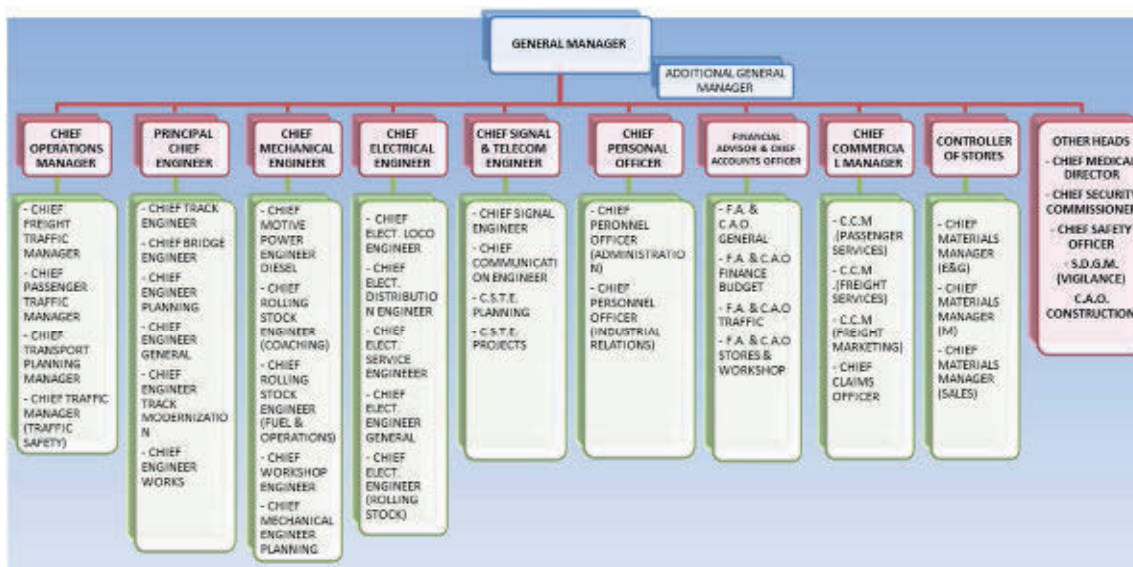 GENERAL MANAGER
ADDITIONAL GENERAL
MANAGER
CHIEF
OPERATIONS
MANAGER
- CHIEF
FREIGHT
TRAFFIC
MANAGER
- CHIEF
PASSENGER
TRAFFIC
MANAGER
- CHIEF
TRANSPORT
PLANNING
MANAGER
- CHIEF TRAFFIC
MANAGER
(TRAFFIC
SAFETY)
PRINCIPAL
CHIEF
ENGINEER
- CHIEF TRACK
ENGINEER
- CHIEF BRIDGE
ENGINEER
- CHIEF
ENGINEER
PLANNING
- CHIEF
ENGINEER
GENERAL
- CHIEF
ENGINEER
TRACK
MODERNIZATIO
N
- CHIEF
ENGINEER
WORKS
CHIEF
MECHANICAL
ENGINEER
- CHIEF
MOTIVE
POWER
ENGINEER
DIESEL
- CHIEF
ROLLING
STOCK
ENGINEER
(COACHING)
- CHIEF
ROLLING
STOCK
ENGINEER
(FUEL &
OPERATIONS)
- CHIEF
WORKSHOP
ENGINEER
- CHIEF
MECHANICAL
ENGINEER
PLANNING
CHIEF
ELECTRICAL
ENGINEER
- CHIEF
ELECT. LOCO
ENGINEER
- CHIEF
ELECT.
DISTRIBUTIO
N ENGINEER
- CHIEF
ELECT.
SERVICE
ENGINEEER
- CHIEF
ELECT.
ENGINEER
GENERAL
- CHIEF
ELECT.
ENGINEER
(ROLLING
STOCK)
CHIEF SIGNAL
& TELECOM
ENGINEER
- CHIEF SIGNAL
ENGINEER
- CHIEF
COMMUNICATI
ON ENGINEER
- C.S.T.E.
PLANNING
- C.S.T.E.
PROJECTS
CHIEF
PERSONAL
OFFICER
- CHIEF
PERONNEL
OFFICER
(ADMINISTRATIO
N)
- CHIEF
PERSONNEL
OFFICER
(INDUSTRIAL
RELATIONS)
FINANCIAL
ADVISOR & CHIEF
ACCOUNTS OFFICER
- F.A. &
C.A.O.
GENERAL
- F.A. & C.A.O
FINANCE
BUDGET
- F.A. & C.A.O
TRAFFIC
- F.A. & C.A.O
STORES &
WORKSHOP
CHIEF
COMMERCIA
L MANAGER
- C.C.M
.(PASSENGER
SERVICES)
- C.C.M
.(FREIGHT
SERVICES)
- C.C.M
(FREIGHT
MARKETING)
- CHIEF
CLAIMS
OFFICER
CONTROLLER
OF STORES
- CHIEF
MATERIALS
MANAGER
(E&G)
- CHIEF
MATERIALS
MANAGER
(M)
- CHIEF
MATERIALS
MANAGER
(SALES)
OTHER HEADS
- CHIEF MEDICAL
DIRECTOR
- CHIEF SECURITY
COMMISSIONER
- CHIEF SAFETY
OFFICER
- S.D.G.M.
(VIGILANCE)
C.A.O.
CONSTRUCTION